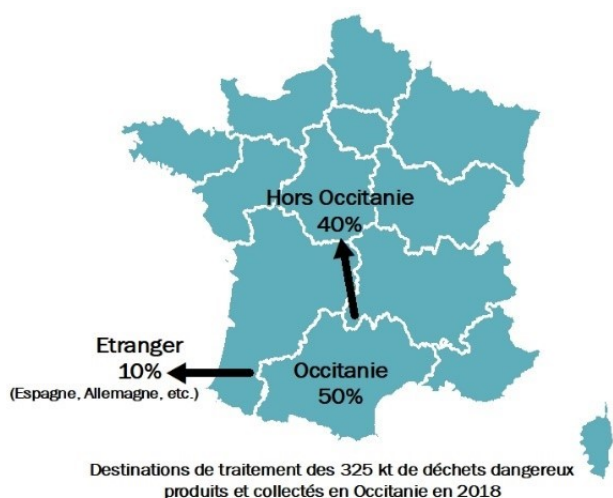 Hors Occitanie
40%
Etranger
10%
(Espagne, Allemagne, etc.)
Occitanie
50%
Destinations de traitement des 325 kt de déchets dangereux
produits et collectés en Occitanie en 2018